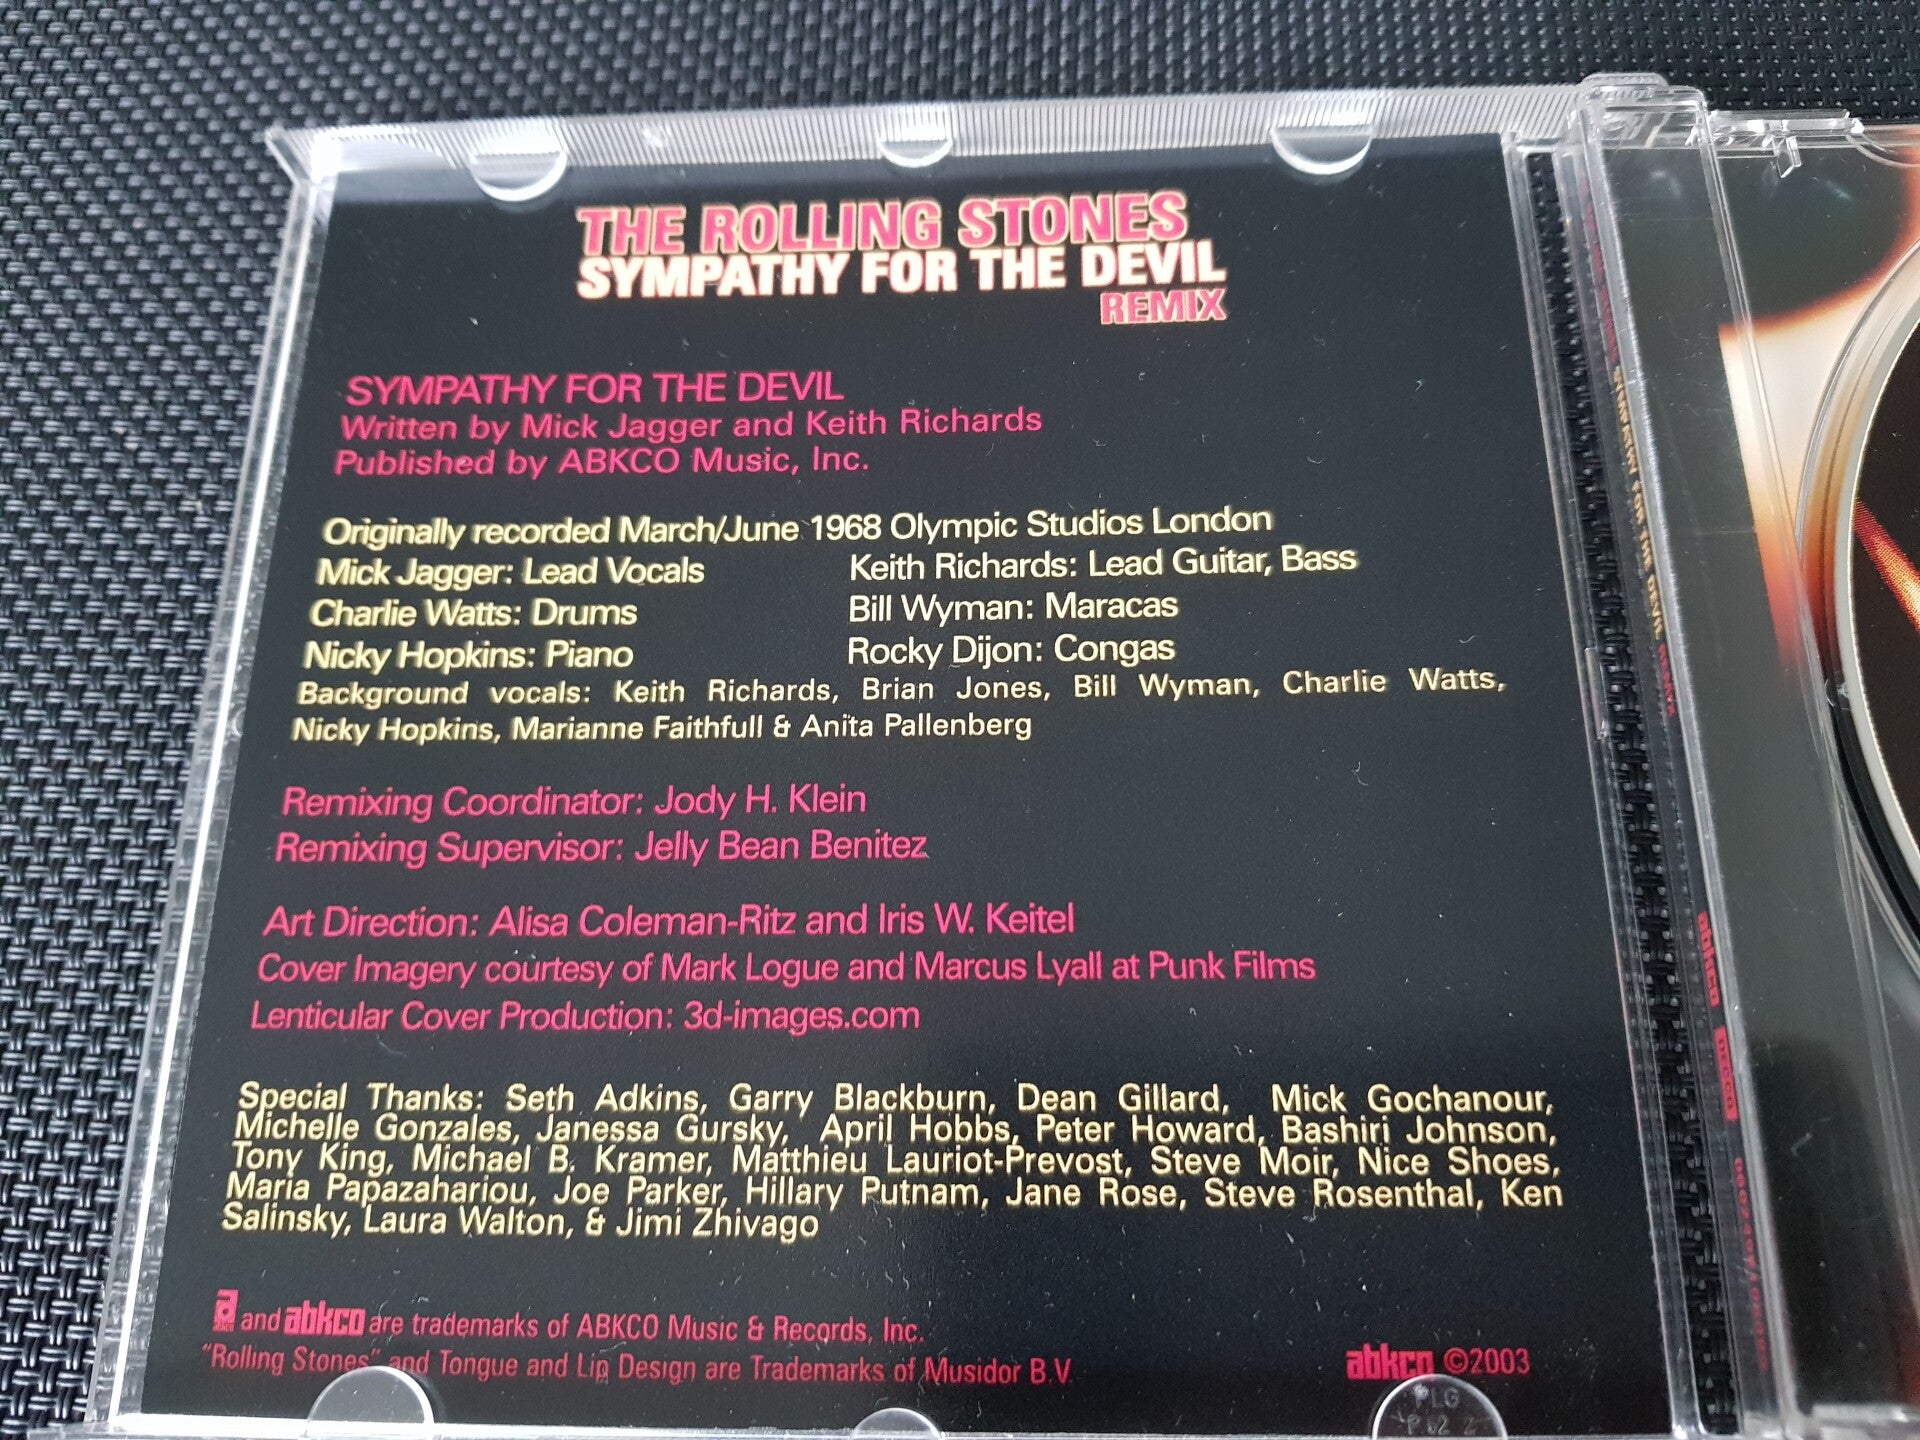 THE ROLLING STONES
SYMPATHY FOR THE DEVIL
REMIX
SYMPATHY FOR THE DEVIL
Written by Mick Jagger and Keith Richards
Published by ABKCO Music, Inc.
Originally recorded March/June 1968 Olympic Studios London
Mick Jagger: Lead Vocals Keith Richards: Lead Guitar, Bass
Charlie Watts: Drums Bill Wyman: Maracas
Nicky Hopkins: Piano Rocky Dijon: Congas
Background vocals: Keith Richards, Brian Jones, Bill Wyman, Charlie Watts,
Nicky Hopkins, Marianne Faithfull & Anita Pallenberg
Remixing Coordinator: Jody H. Klein
Remixing Supervisor: Jelly Bean Benitez
Art Direction: Alisa Coleman-Ritz and Iris W. Keitel
Cover Imagery courtesy of Mark Logue and Marcus Lyall at Punk Films
Lenticular Cover Production: 3d-images.com
Special Thanks: Seth Adkins, Garry Blackburn, Dean Gillard, Mick Gochanour,
Michelle Gonzales, Janessa Gursky, April Hobbs, Peter Howard, Bashiri Johnson,
Tony King, Michael B. Kramer, Matthieu Lauriot-Prevost, Steve Moir, Nice Shoes,
Maria Papazahariou, Joe Parker, Hillary Putnam, Jane Rose, Steve Rosenthal, Ken
Salinsky, Laura Walton, & Jimi Zhivago
a and abkco are trademarks of ABKCO Music & Records, Inc.
"Rolling Stones" and Tongue and Lip Design are Trademarks of Musidor B.V
abkco ©2003
PLG
SYMPATHY FOR THE DEVIL
abkco DECCA